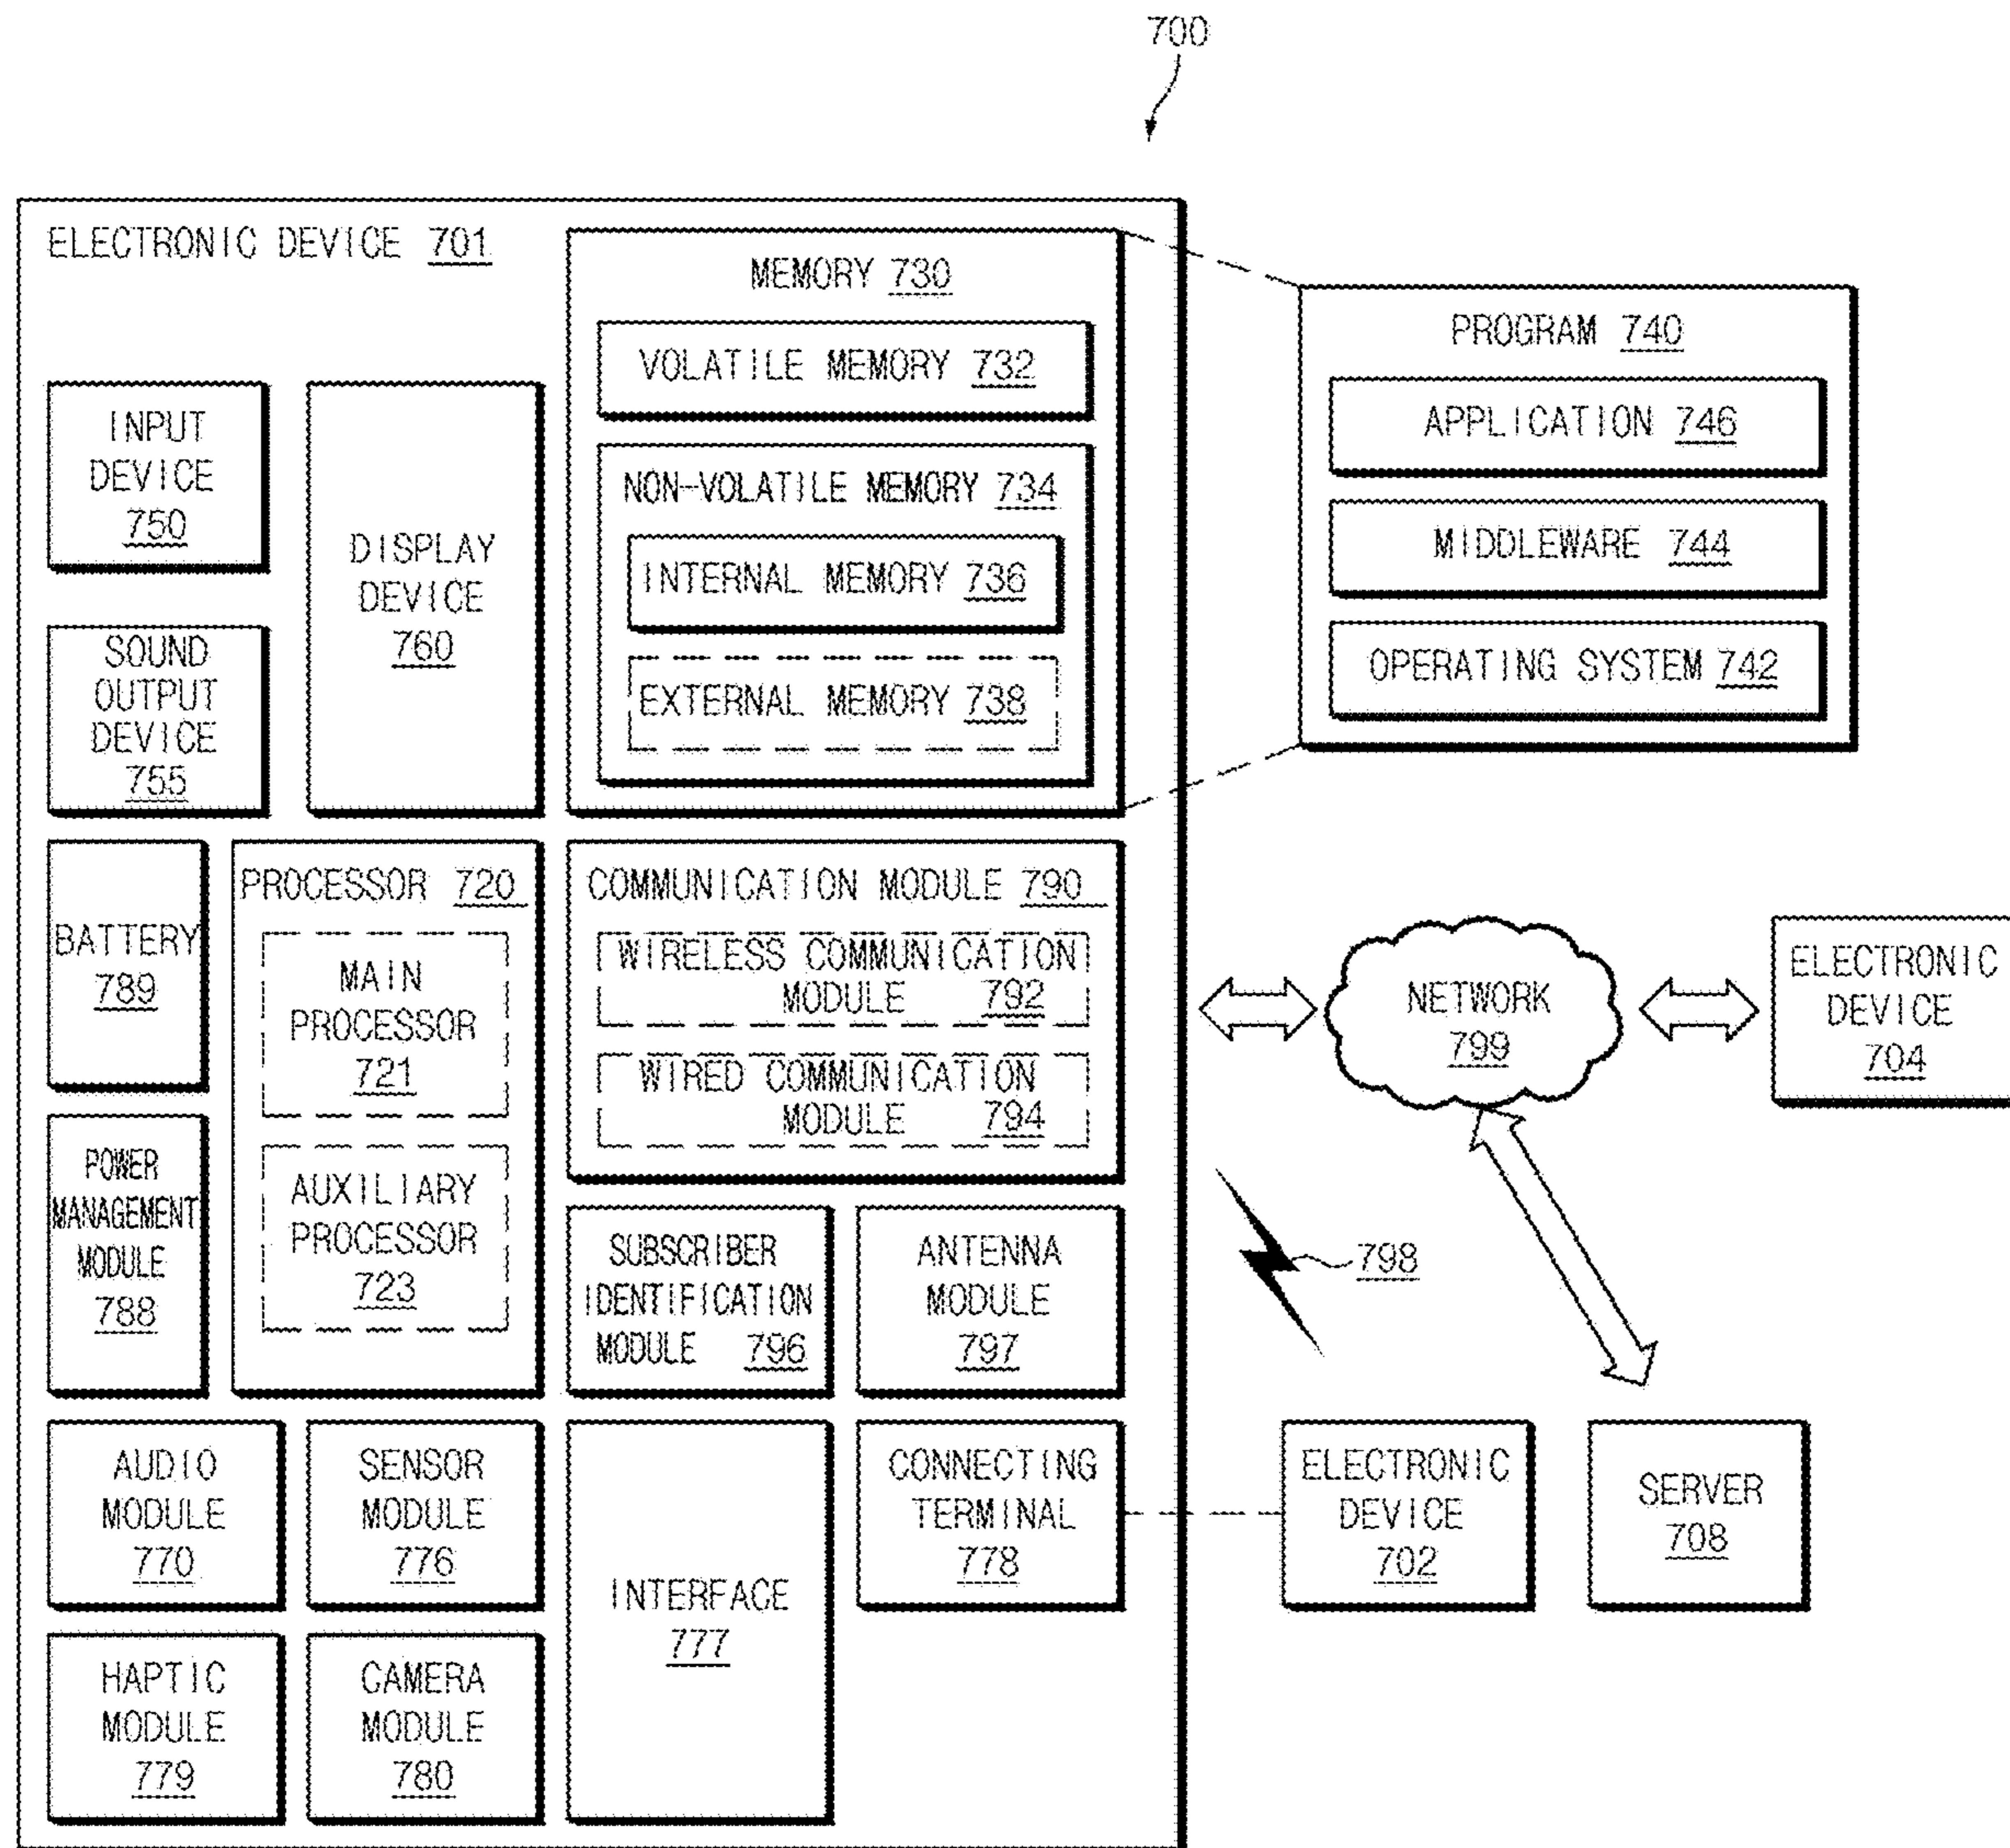 700
ELECTRONIC DEVICE 701
MEMORY 730
VOLATILE MEMORY 732
NON-VOLATILE MEMORY 734
INTERNAL MEMORY 736
EXTERNAL MEMORY 738
PROGRAM 740
APPLICATION 746
MIDDLEWARE 744
OPERATING SYSTEM 742
INPUT
DEVICE
750
SOUND
OUTPUT
DEVICE
755
DISPLAY
DEVICE
760
BATTERY
789
POWER
MANAGEMENT
MODULE
788
PROCESSOR 720
MAIN
PROCESSOR
721
AUXILIARY
PROCESSOR
723
COMMUNICATION MODULE 790
WIRELESS COMMUNICATION
MODULE 792
WIRED COMMUNICATION
MODULE 794
SUBSCRIBER
IDENTIFICATION
MODULE 796
ANTENNA
MODULE
797
NETWORK
799
ELECTRONIC
DEVICE
704
798
AUDIO
MODULE
770
SENSOR
MODULE
776
INTERFACE
777
CONNECTING
TERMINAL
778
ELECTRONIC
DEVICE
702
SERVER
708
HAPTIC
MODULE
779
CAMERA
MODULE
780